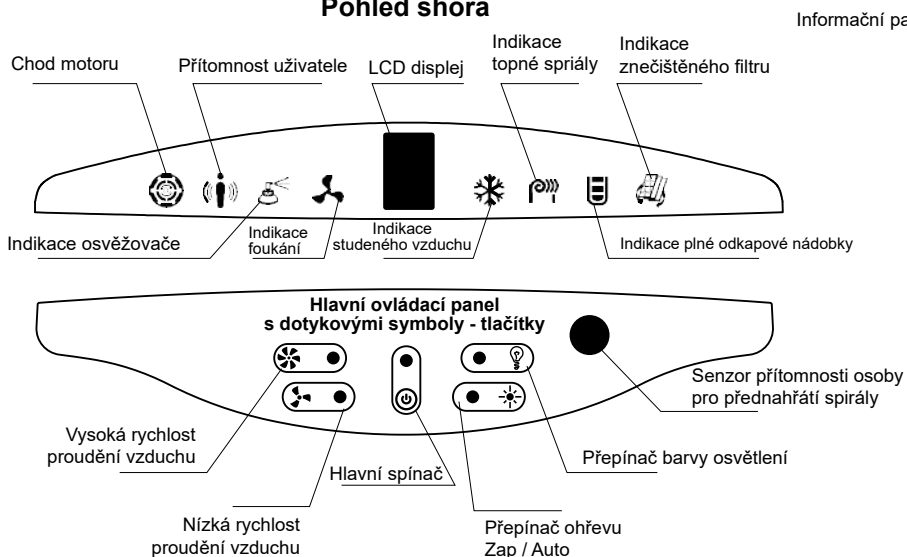 Pohled shora
Informační pa
Chod motoru
Přítomnost uživatele
LCD displej
Indikace
topné spriály
Indikace
znečištěného filtru
Indikace osvěžovače
Indikace
foukání
Indikace
studeného vzduchu
Indikace plné odkapové nádobky
Hlavní ovládací panel
s dotykovými symboly - tlačítky
Senzor přítomnosti osoby
pro přednahřátí spirály
Vysoká rychlost
proudění vzduchu
Hlavní spínač
Přepínač barvy osvětlení
Nízká rychlost
proudění vzduchu
Přepínač ohřevu
Zap / Auto